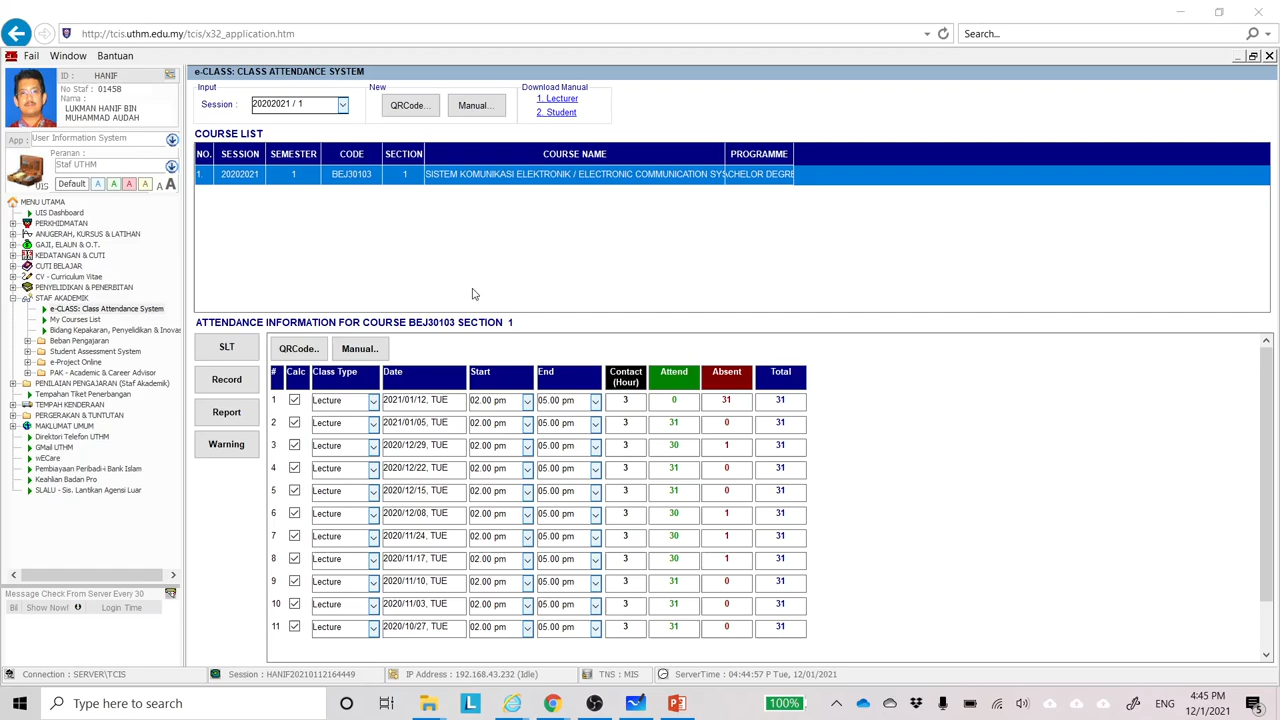 http://tcis.uthm.edu.my/tcis/x32_application.htm
Search...
Fail Window Bantuan
ID : HANIF
No Staf : 01458
Nama :
LUKMAN HANIF BIN
MUHAMMAD AUDAH
App : User Information System
Peranan :
Staf UTHM
UIS Default A A A A A A
MENU UTAMA
UIS Dashboard
PERKHIDMATAN
ANUGERAH, KURSUS & LATIHAN
GAJI, ELAUN & O.T.
KEDATANGAN & CUTI
CUTI BELAJAR
CV - Curriculum Vitae
PENYELIDIKAN & PENERBITAN
STAF AKADEMIK
e-CLASS: Class Attendance System
My Courses List
Bidang Kepakaran, Penyelidikan & Inovas
Beban Pengajaran
Student Assessment System
e-Project Online
PAK - Academic & Career Advisor
PENILAIAN PENGAJARAN (Staf Akademik)
Tempahan Tiket Penerbangan
TEMPAH KENDERAAN
PERGERAKAN & TUNTUTAN
MAKLUMAT UMUM
Direktori Telefon UTHM
GMail UTHM
wECare
Pembiayaan Peribadi-i Bank Islam
Keahlian Badan Pro
SLALU - Sis. Lantikan Agensi Luar
Message Check From Server Every 30
Bil Show Now! Login Time
e-CLASS: CLASS ATTENDANCE SYSTEM
Input New Download Manual
Session : 20202021 / 1 QRCode... Manual... 1. Lecturer
2. Student
COURSE LIST
NO. SESSION SEMESTER CODE SECTION COURSE NAME PROGRAMME
1. 20202021 1 BEJ30103 1 SISTEM KOMUNIKASI ELEKTRONIK / ELECTRONIC COMMUNICATION SYSACHELOR DEGRE
ATTENDANCE INFORMATION FOR COURSE BEJ30103 SECTION 1
SLT
Record
Report
Warning
QRCode.. Manual..
# Calc Class Type Date Start End Contact (Hour) Attend Absent Total
1 Lecture 2021/01/12, TUE 02.00 pm 05.00 pm 3 0 31 31
2 Lecture 2021/01/05, TUE 02.00 pm 05.00 pm 3 31 0 31
3 Lecture 2020/12/29, TUE 02.00 pm 05.00 pm 3 30 1 31
4 Lecture 2020/12/22, TUE 02.00 pm 05.00 pm 3 31 0 31
5 Lecture 2020/12/15, TUE 02.00 pm 05.00 pm 3 31 0 31
6 Lecture 2020/12/08, TUE 02.00 pm 05.00 pm 3 30 1 31
7 Lecture 2020/11/24, TUE 02.00 pm 05.00 pm 3 30 1 31
8 Lecture 2020/11/17, TUE 02.00 pm 05.00 pm 3 30 1 31
9 Lecture 2020/11/10, TUE 02.00 pm 05.00 pm 3 31 0 31
10 Lecture 2020/11/03, TUE 02.00 pm 05.00 pm 3 31 0 31
11 Lecture 2020/10/27, TUE 02.00 pm 05.00 pm 3 31 0 31
Connection : SERVER\TCIS Session : HANIF20210112164449 IP Address : 192.168.43.232 (Idle) TNS : MIS ServerTime : 04:44:57 P Tue, 12/01/2021
Type here to search
L
100%
4:45 PM
12/1/2021
5